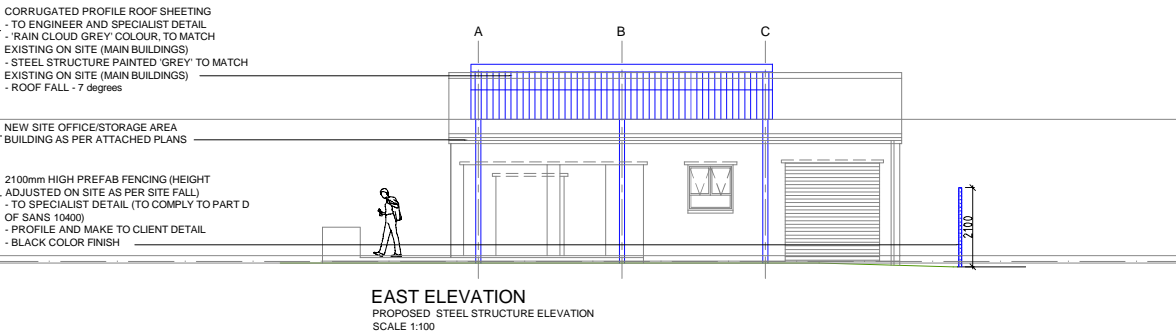 CORRUGATED PROFILE ROOF SHEETING
- TO ENGINEER AND SPECIALIST DETAIL
- 'RAIN CLOUD GREY' COLOUR, TO MATCH
EXISTING ON SITE (MAIN BUILDINGS)
- STEEL STRUCTURE PAINTED 'GREY' TO MATCH
EXISTING ON SITE (MAIN BUILDINGS)
- ROOF FALL - 7 degrees
A
B
C
NEW SITE OFFICE/STORAGE AREA
BUILDING AS PER ATTACHED PLANS
2100mm HIGH PREFAB FENCING (HEIGHT
ADJUSTED ON SITE AS PER SITE FALL)
- TO SPECIALIST DETAIL (TO COMPLY TO PART D
OF SANS 10400)
- PROFILE AND MAKE TO CLIENT DETAIL
- BLACK COLOR FINISH
2100
EAST ELEVATION
PROPOSED STEEL STRUCTURE ELEVATION
SCALE 1:100